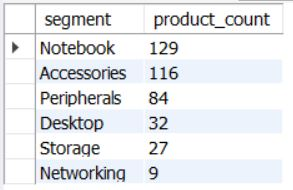 segment product_count
Notebook 129
Accessories 116
Peripherals 84
Desktop 32
Storage 27
Networking 9